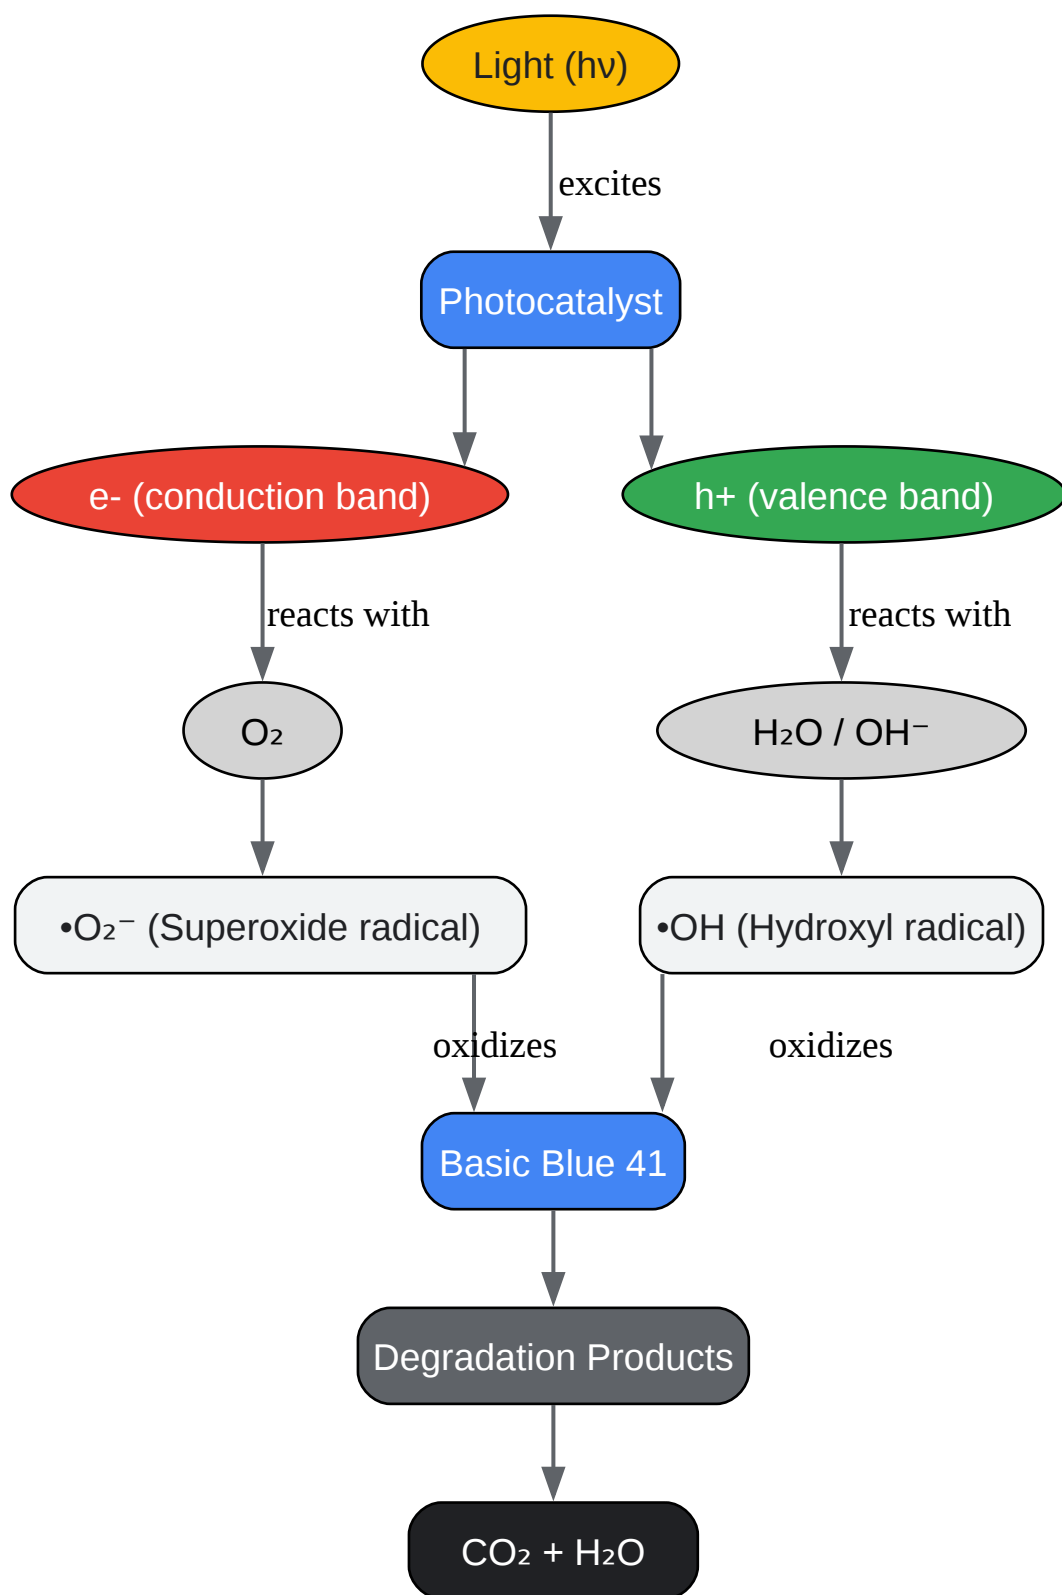 Light (hν)
excites
Photocatalyst
e- (conduction band)
h+ (valence band)
reacts with
reacts with
O₂
H₂O / OH⁻
•O₂⁻ (Superoxide radical)
•OH (Hydroxyl radical)
oxidizes
oxidizes
Basic Blue 41
Degradation Products
CO₂ + H₂O